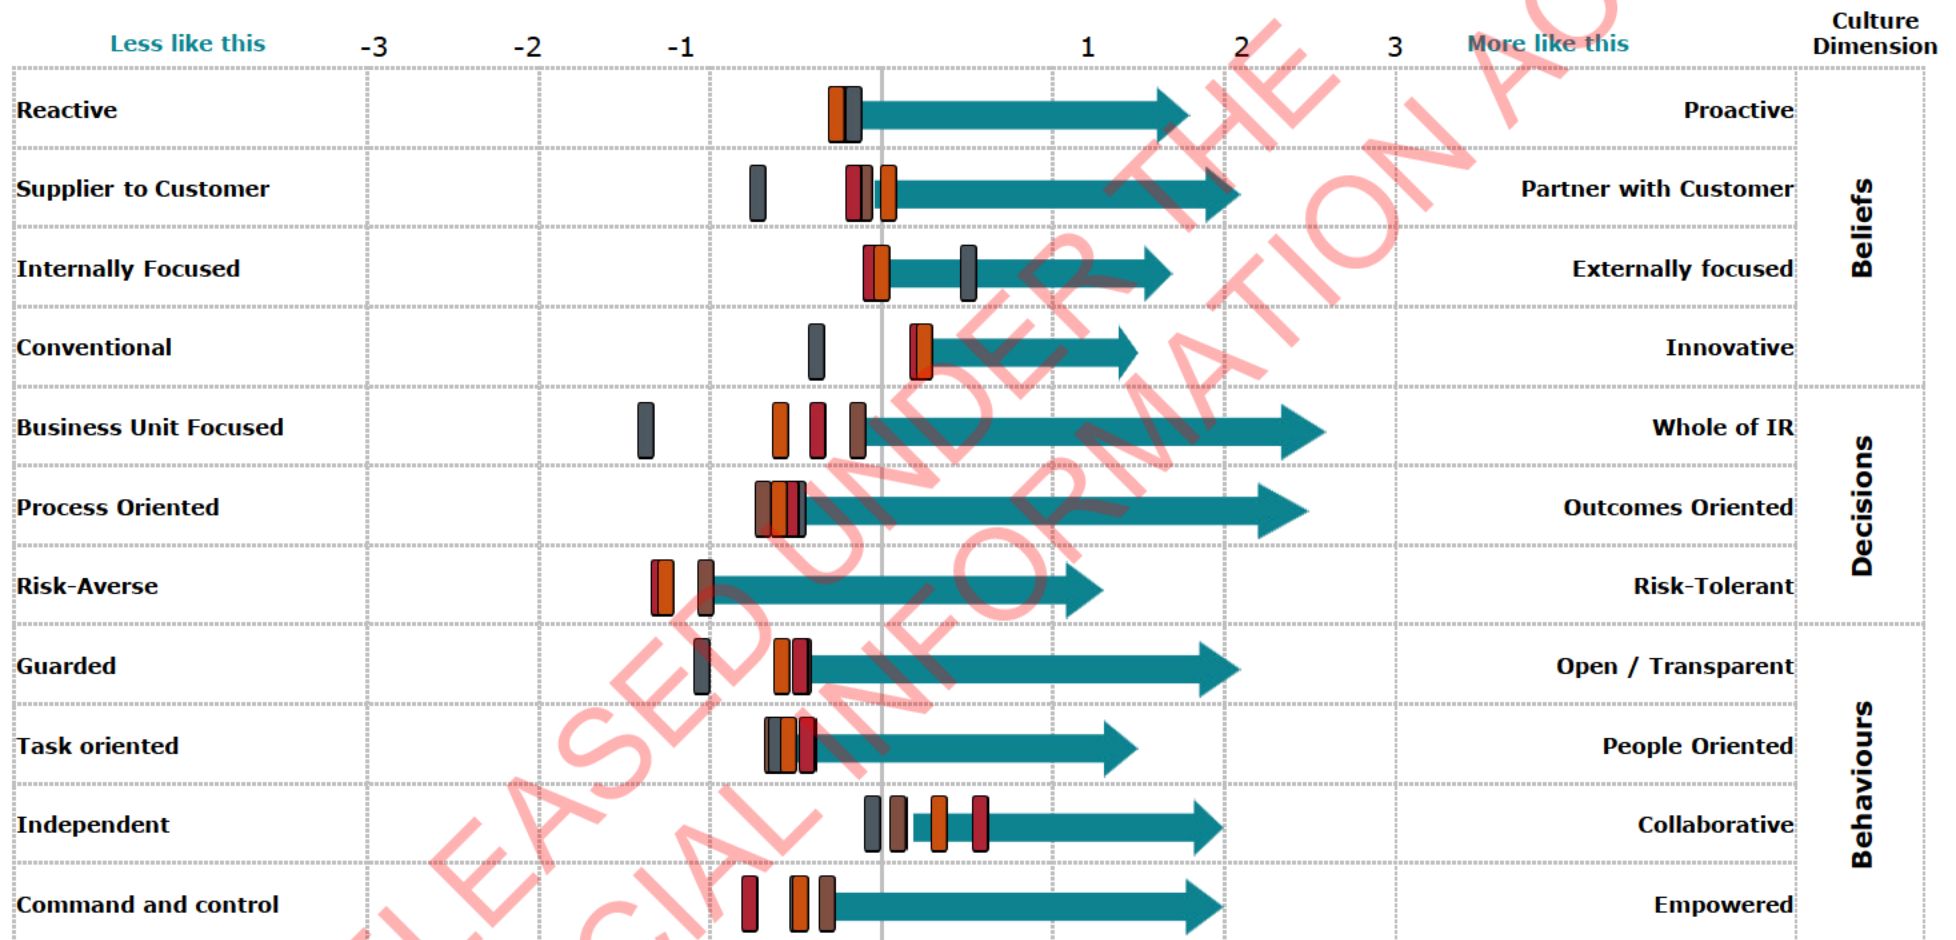 Less like this -3 -2 -1 1 2 3 More like this Culture Dimension
Reactive Proactive
Supplier to Customer Partner with Customer
Internally Focused Externally focused
Conventional Innovative
Beliefs
Business Unit Focused Whole of IR
Process Oriented Outcomes Oriented
Risk-Averse Risk-Tolerant
Decisions
Guarded Open / Transparent
Task oriented People Oriented
Independent Collaborative
Command and control Empowered
Behaviours
UNDER THE
INFORMATION